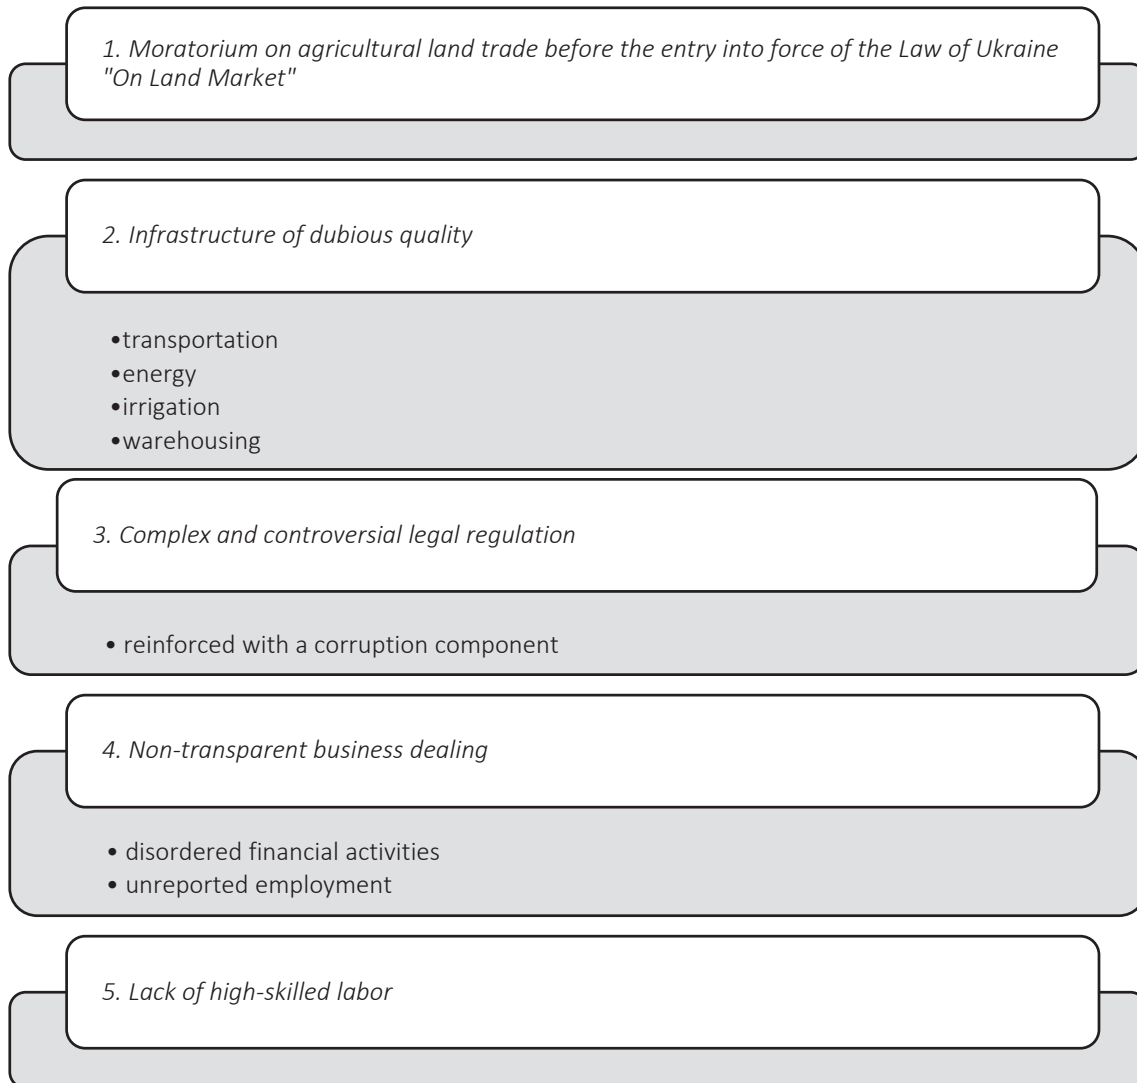 1. Moratorium on agricultural land trade before the entry into force of the Law of Ukraine
"On Land Market"
2. Infrastructure of dubious quality
•transportation
•energy
•irrigation
•warehousing
3. Complex and controversial legal regulation
• reinforced with a corruption component
4. Non-transparent business dealing
• disordered financial activities
• unreported employment
5. Lack of high-skilled labor